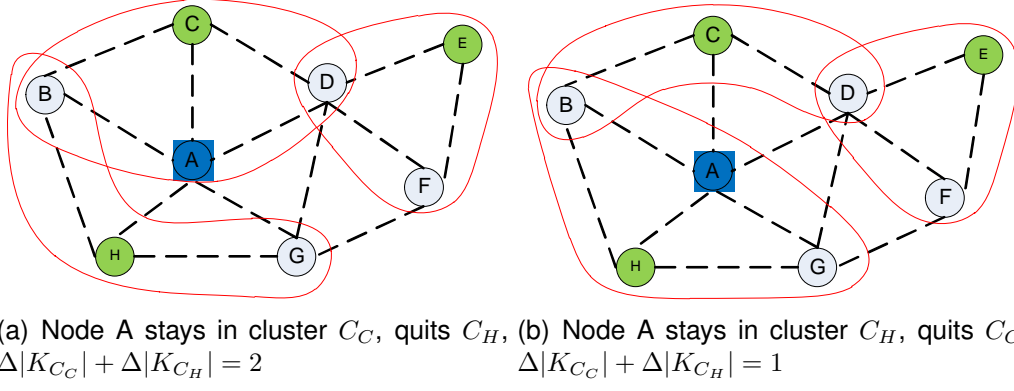 C
E
B
D
A
F
H
G
C
E
B
D
A
F
H
G
(a) Node A stays in cluster $C_C$, quits $C_H$,
$\Delta|K_{C_C}| + \Delta|K_{C_H}| = 2$
(b) Node A stays in cluster $C_H$, quits $C_C$
$\Delta|K_{C_C}| + \Delta|K_{C_H}| = 1$